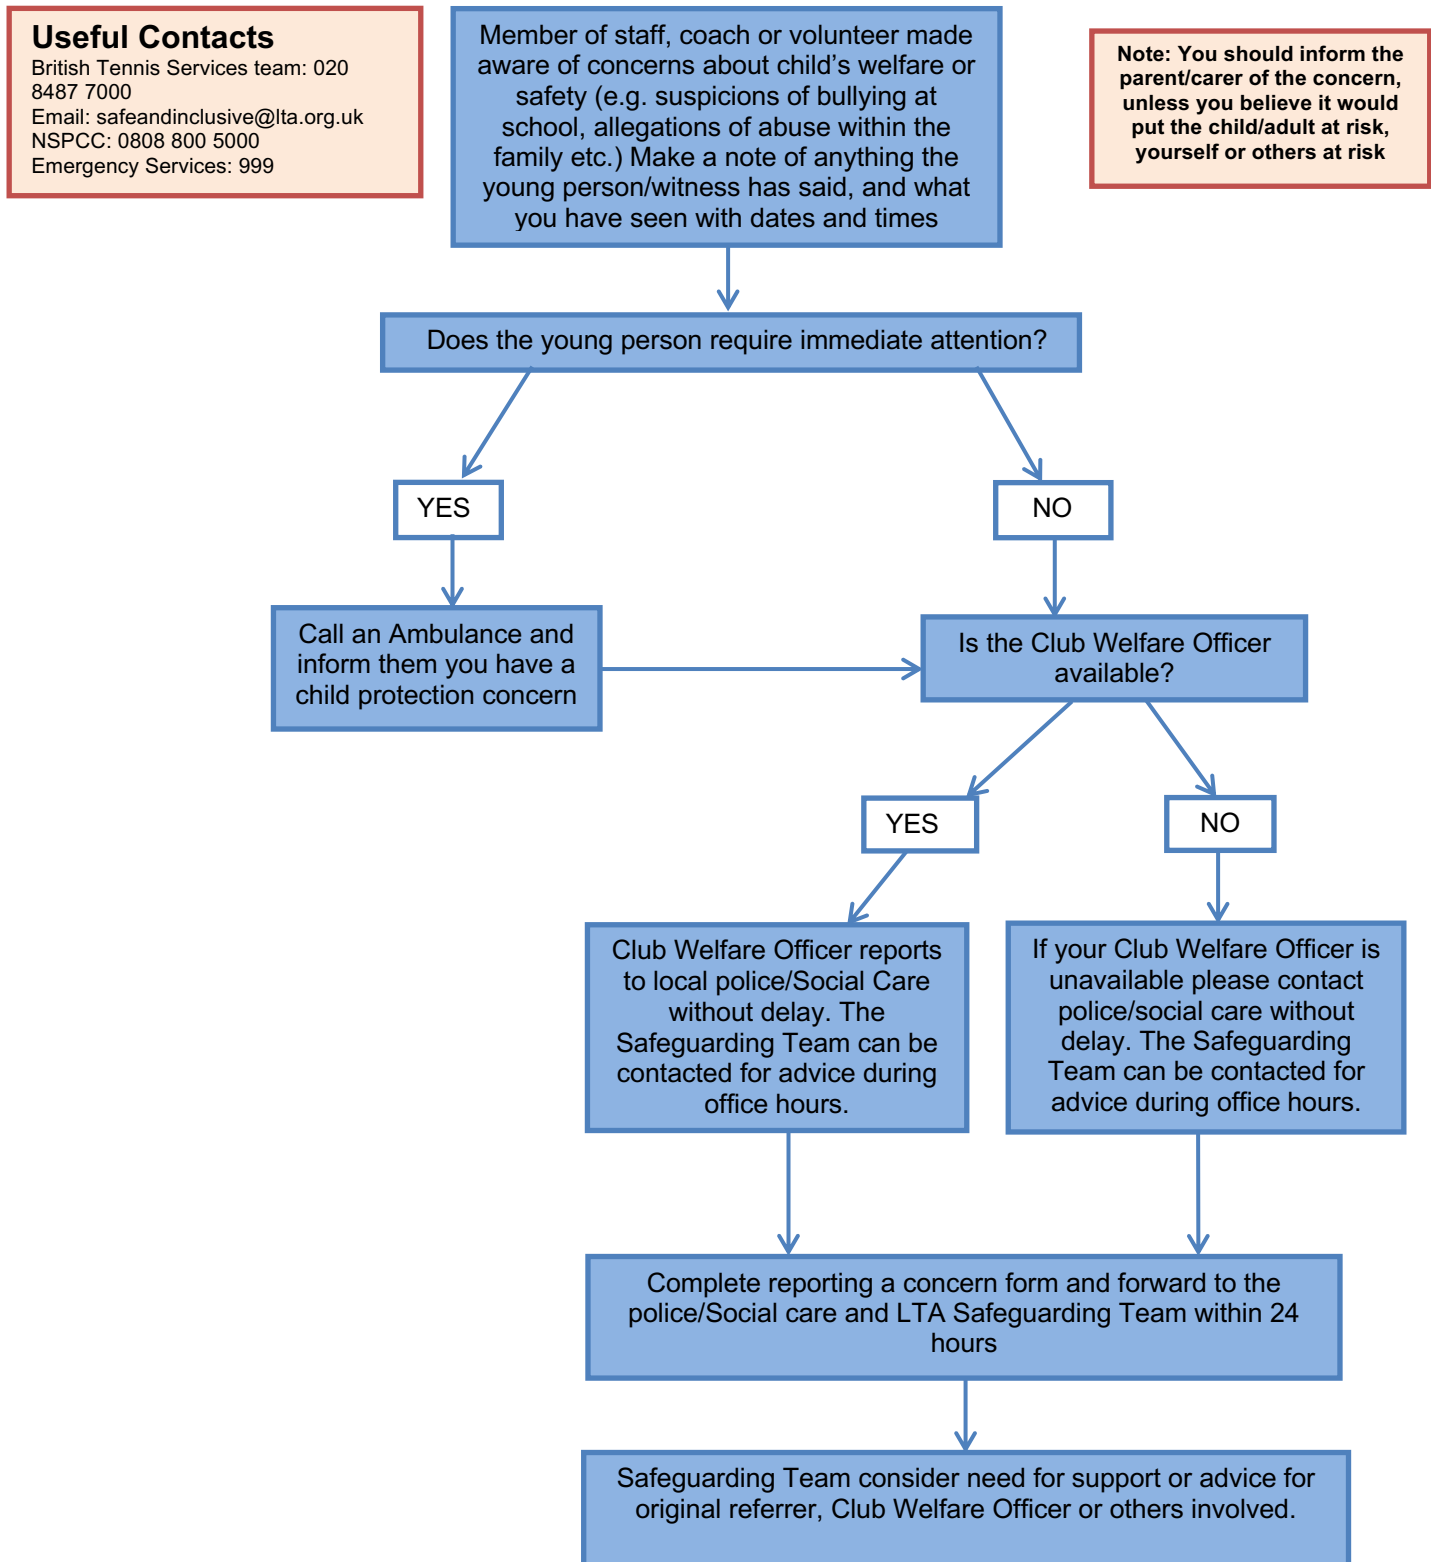 Useful Contacts
British Tennis Services team: 020
8487 7000
Email: safeandinclusive@lta.org.uk
NSPCC: 0808 800 5000
Emergency Services: 999
Member of staff, coach or volunteer made
aware of concerns about child's welfare or
safety (e.g. suspicions of bullying at
school, allegations of abuse within the
family etc.) Make a note of anything the
young person/witness has said, and what
you have seen with dates and times
Note: You should inform the
parent/carer of the concern,
unless you believe it would
put the child/adult at risk,
yourself or others at risk
Does the young person require immediate attention?
YES
NO
Call an Ambulance and
inform them you have a
child protection concern
Is the Club Welfare Officer
available?
YES
NO
Club Welfare Officer reports
to local police/Social Care
without delay. The
Safeguarding Team can be
contacted for advice during
office hours.
If your Club Welfare Officer is
unavailable please contact
police/social care without
delay. The Safeguarding
Team can be contacted for
advice during office hours.
Complete reporting a concern form and forward to the
police/Social care and LTA Safeguarding Team within 24
hours
Safeguarding Team consider need for support or advice for
original referrer, Club Welfare Officer or others involved.